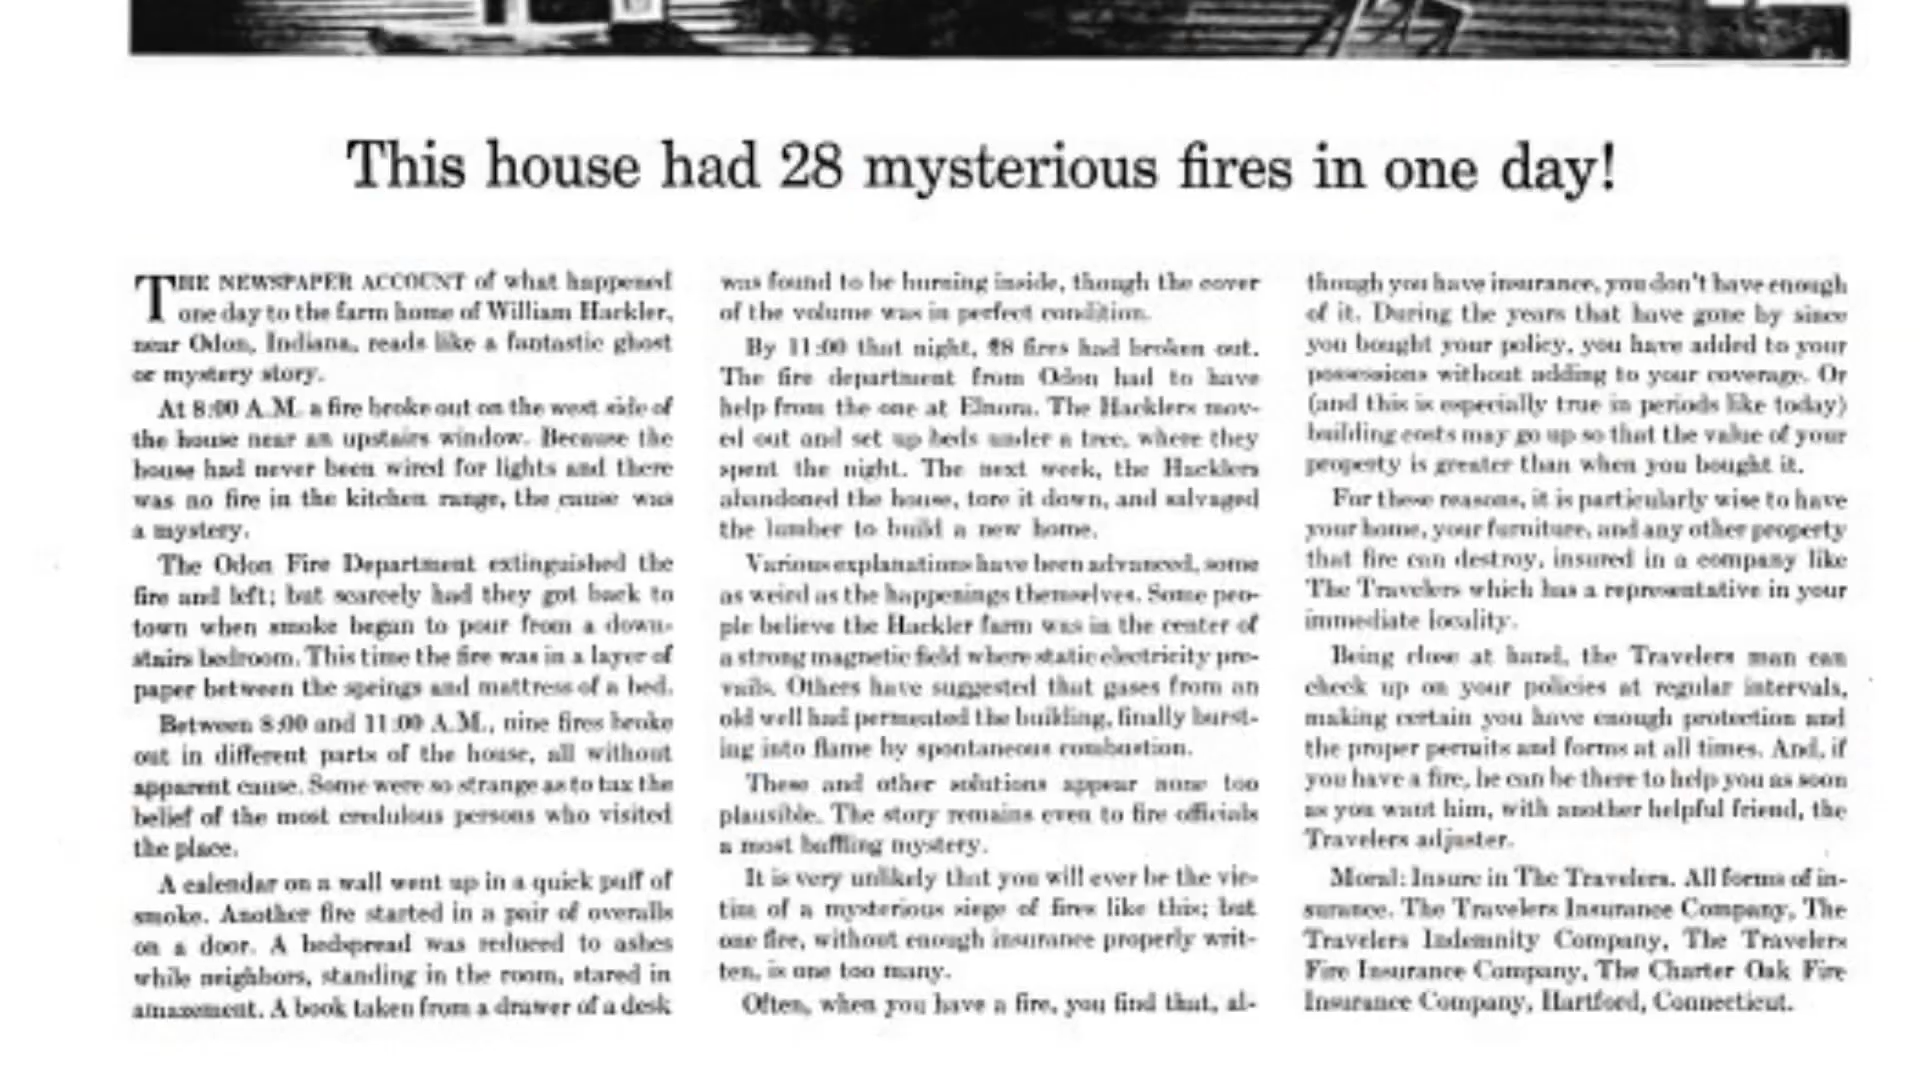 This house had 28 mysterious fires in one day!
THE NEWSPAPER ACCOUNT of what happened
one day to the farm home of William Hackler,
near Odon, Indiana, reads like a fantastic ghost
or mystery story.
At 8:00 A.M. a fire broke out on the west side of
the house near an upstairs window. Because the
house had never been wired for lights and there
was no fire in the kitchen range, the cause was
a mystery.
The Odon Fire Department extinguished the
fire and left; but scarcely had they got back to
town when smoke began to pour from a down-
stairs bedroom. This time the fire was in a layer of
paper between the springs and mattress of a bed.
Between 8:00 and 11:00 A.M., nine fires broke
out in different parts of the house, all without
apparent cause. Some were so strange as to tax the
belief of the most credulous persons who visited
the place.
A calendar on a wall went up in a quick puff of
smoke. Another fire started in a pair of overalls
on a door. A bedspread was reduced to ashes
while neighbors, standing in the room, stared in
amazement. A book taken from a drawer of a desk
was found to be burning inside, though the cover
of the volume was in perfect condition.
By 11:00 that night, 28 fires had broken out.
The fire department from Odon had to have
help from the one at Elnora. The Hacklers mov-
ed out and set up beds under a tree, where they
spent the night. The next week, the Hacklers
abandoned the house, tore it down, and salvaged
the lumber to build a new home.
Various explanations have been advanced, some
as weird as the happenings themselves. Some peo-
ple believe the Hackler farm was in the center of
a strong magnetic field where static electricity pre-
vails. Others have suggested that gases from an
old well had permeated the building, finally burst-
ing into flame by spontaneous combustion.
These and other solutions appear none too
plausible. The story remains even to fire officials
a most baffling mystery.
It is very unlikely that you will ever be the vic-
tim of a mysterious siege of fires like this; but
one fire, without enough insurance properly writ-
ten, is one too many.
Often, when you have a fire, you find that, al-
though you have insurance, you don't have enough
of it. During the years that have gone by since
you bought your policy, you have added to your
possessions without adding to your coverage. Or
(and this is especially true in periods like today)
building costs may go up so that the value of your
property is greater than when you bought it.
For these reasons, it is particularly wise to have
your home, your furniture, and any other property
that fire can destroy, insured in a company like
The Travelers which has a representative in your
immediate locality.
Being close at hand, the Travelers man can
check up on your policies at regular intervals,
making certain you have enough protection and
the proper permits and forms at all times. And, if
you have a fire, he can be there to help you as soon
as you want him, with another helpful friend, the
Travelers adjuster.
Moral: Insure in The Travelers. All forms of in-
surance. The Travelers Insurance Company, The
Travelers Indemnity Company, The Travelers
Fire Insurance Company, The Charter Oak Fire
Insurance Company, Hartford, Connecticut.